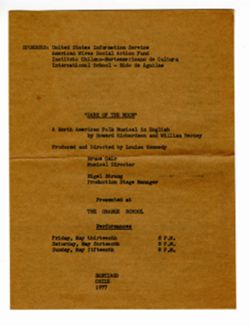 SPONSORS: United States Information Service
American Wives Social Action Fund
Instituto Chileno-Norteamericano de Cultura
International School - Nido de Aguilas
"DARK OF THE MOON"
A North American Folk Musical in English
by Howard Richardson and William Berney
Produced and Directed by Louise Kennedy
Bruce
Musical Director
Nigel Strong
Production Stage Manager
Presented at
THE GRANGE SCHOOL
Performances
Friday, May thirteenth 8 P.M.
Saturday, May fourteenth 8 P.M.
Sunday, May fifteenth 8 P.M.
SANTIAGO
CHILE
1977